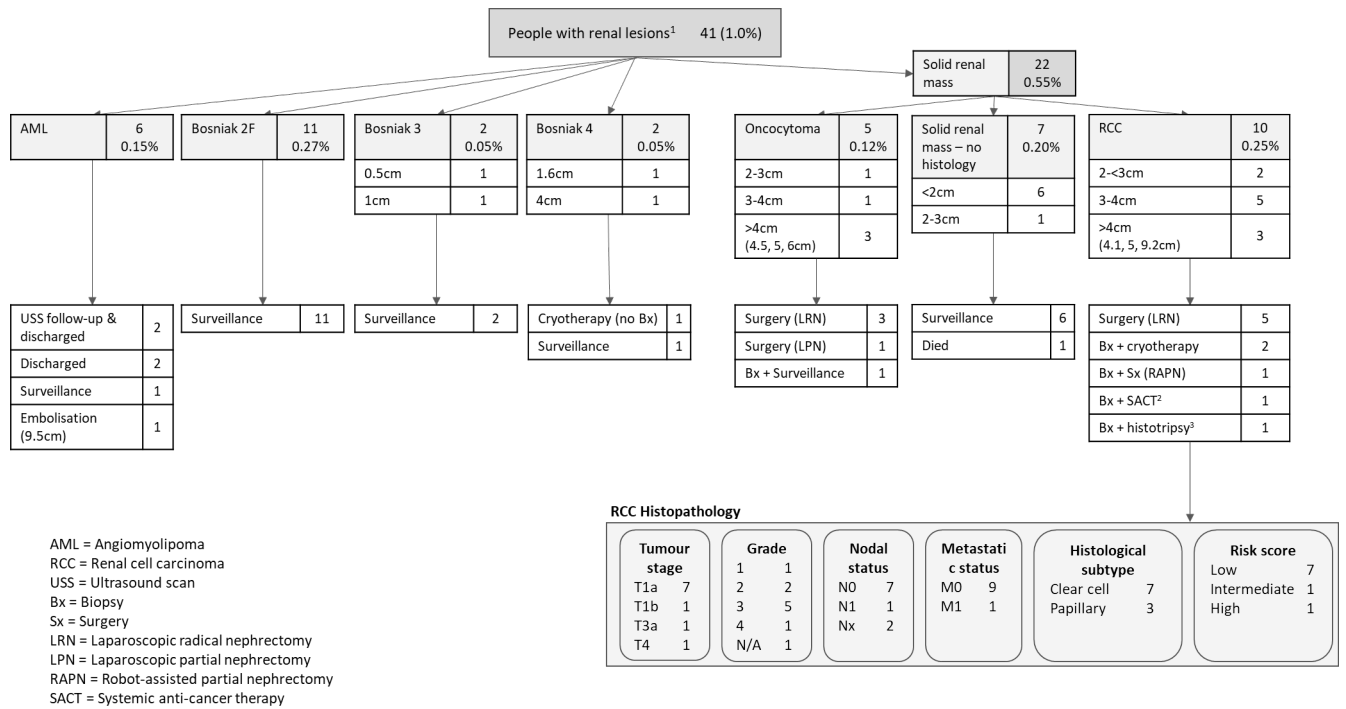 People with renal lesions¹ 41 (1.0%)
Solid renal mass 22 0.55%
AML 6 0.15%
Bosniak 2F 11 0.27%
Bosniak 3 2 0.05%
0.5cm 1
1cm 1
Bosniak 4 2 0.05%
1.6cm 1
4cm 1
Oncocytoma 5 0.12%
2-3cm 1
3-4cm 1
>4cm
(4.5, 5, 6cm) 3
Solid renal
mass – no
histology 7 0.20%
<2cm 6
2-3cm 1
RCC 10 0.25%
2-<3cm 2
3-4cm 5
>4cm
(4.1, 5, 9.2cm) 3
USS follow-up &
discharged 2
Discharged 2
Surveillance 1
Embolisation
(9.5cm) 1
Surveillance 11
Surveillance 2
Cryotherapy (no Bx) 1
Surveillance 1
Surgery (LRN) 3
Surgery (LPN) 1
Bx + Surveillance 1
Surveillance 6
Died 1
Surgery (LRN) 5
Bx + cryotherapy 2
Bx + Sx (RAPN) 1
Bx + SACT² 1
Bx + histotripsy³ 1
RCC Histopathology
Tumour
stage
T1a 7
T1b 1
T3a 1
T4 1
Grade
1 1
2 2
3 5
4 1
N/A 1
Nodal
status
N0 7
N1 1
Nx 2
Metastati
c status
M0 9
M1 1
Histological
subtype
Clear cell 7
Papillary 3
Risk score
Low 7
Intermediate 1
High 1
AML = Angiomyolipoma
RCC = Renal cell carcinoma
USS = Ultrasound scan
Bx = Biopsy
Sx = Surgery
LRN = Laparoscopic radical nephrectomy
LPN = Laparoscopic partial nephrectomy
RAPN = Robot-assisted partial nephrectomy
SACT = Systemic anti-cancer therapy